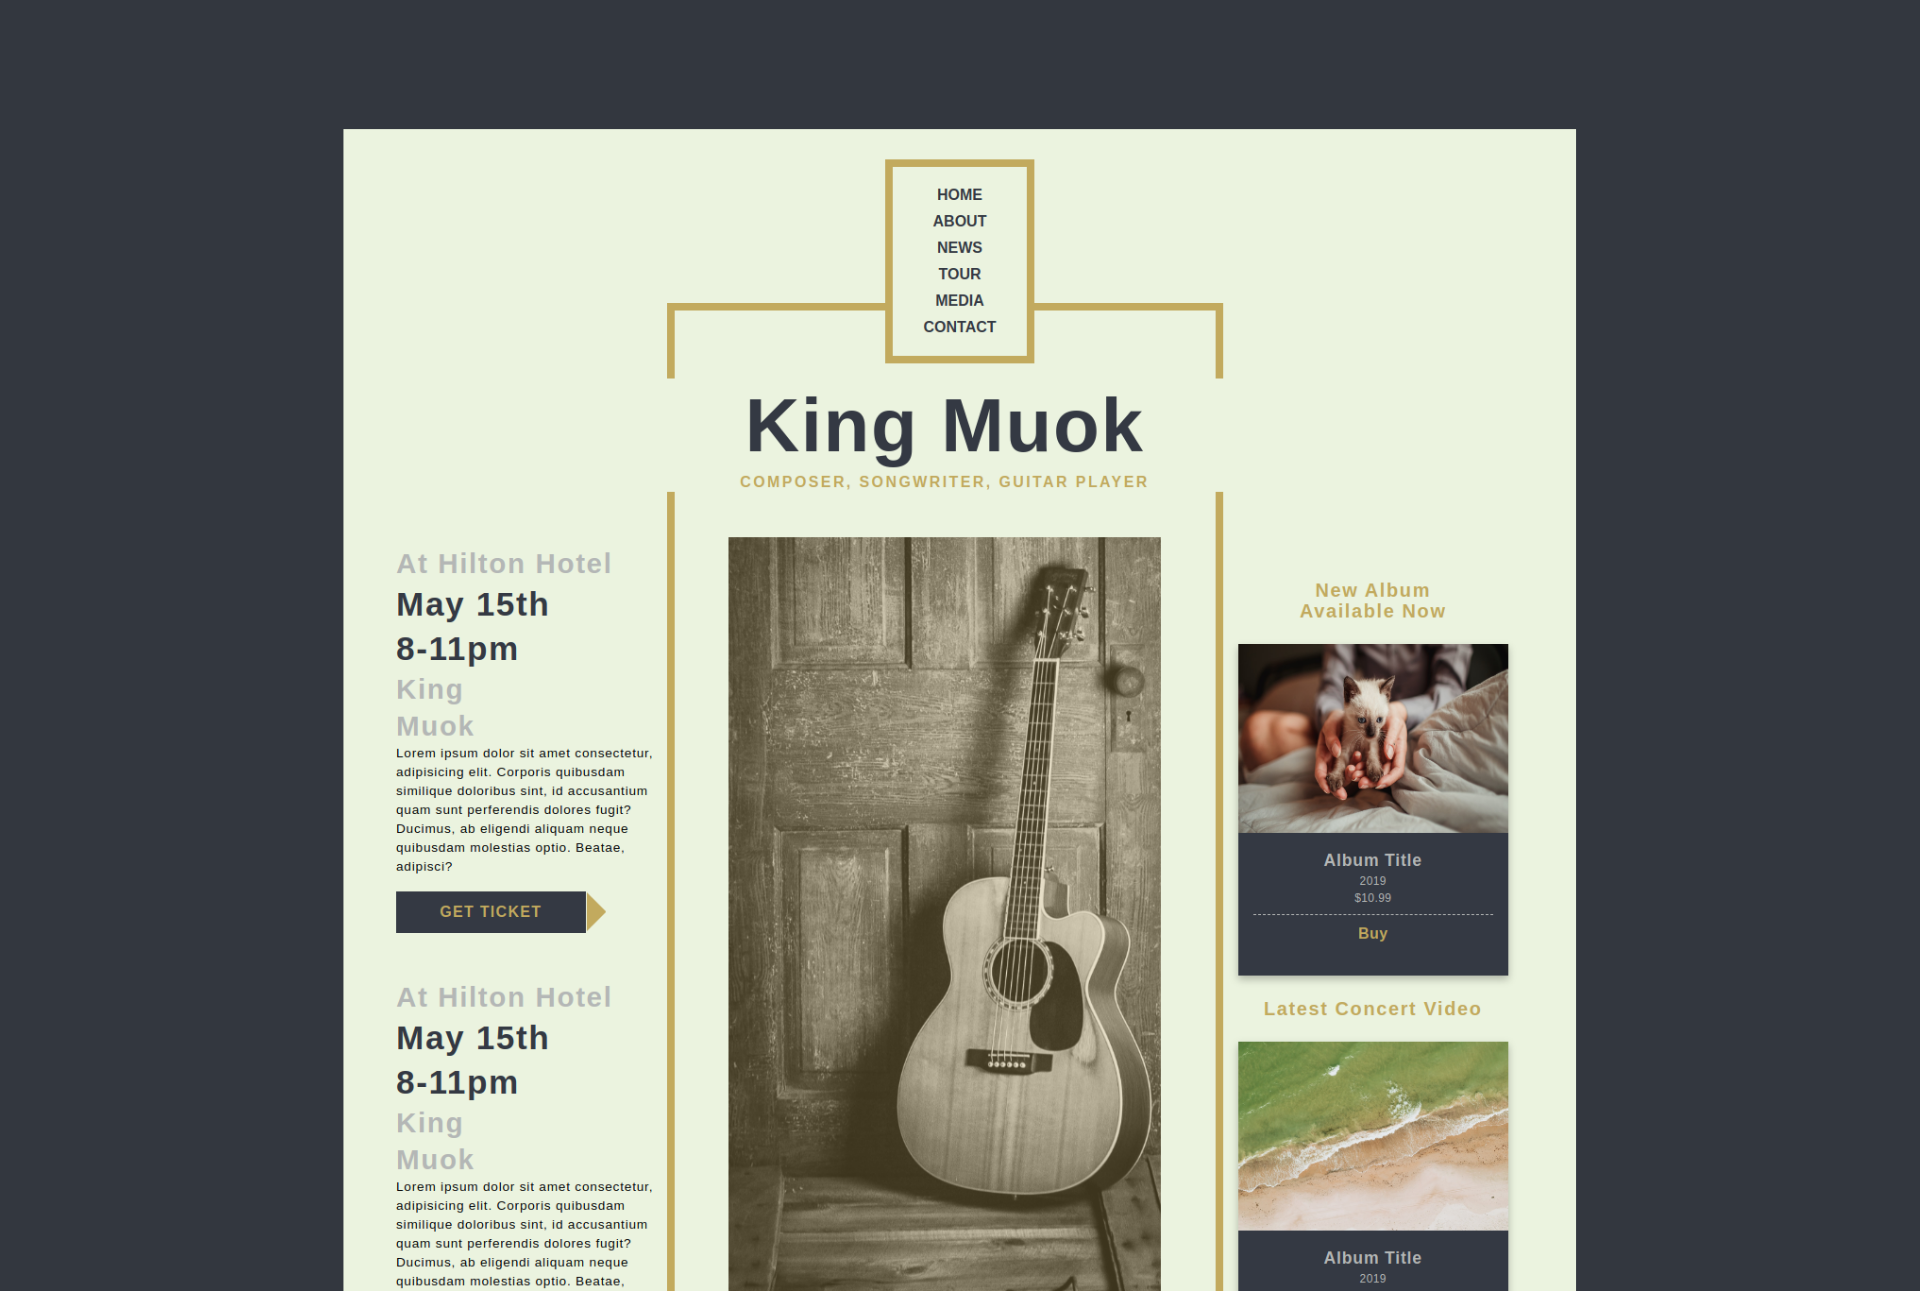 HOME
ABOUT
NEWS
TOUR
MEDIA
CONTACT
King Muok
COMPOSER, SONGWRITER, GUITAR PLAYER
At Hilton Hotel
May 15th
8-11pm
King
Muok
Lorem ipsum dolor sit amet consectetur,
adipisicing elit. Corporis quibusdam
similique doloribus sint, id accusantium
quam sunt perferendis dolores fugit?
Ducimus, ab eligendi aliquam neque
quibusdam molestias optio. Beatae,
adipisci?
GET TICKET
At Hilton Hotel
May 15th
8-11pm
King
Muok
Lorem ipsum dolor sit amet consectetur,
adipisicing elit. Corporis quibusdam
similique doloribus sint, id accusantium
quam sunt perferendis dolores fugit?
Ducimus, ab eligendi aliquam neque
quibusdam molestias optio. Beatae,
New Album
Available Now
Album Title
2019
$10.99
Buy
Latest Concert Video
Album Title
2019